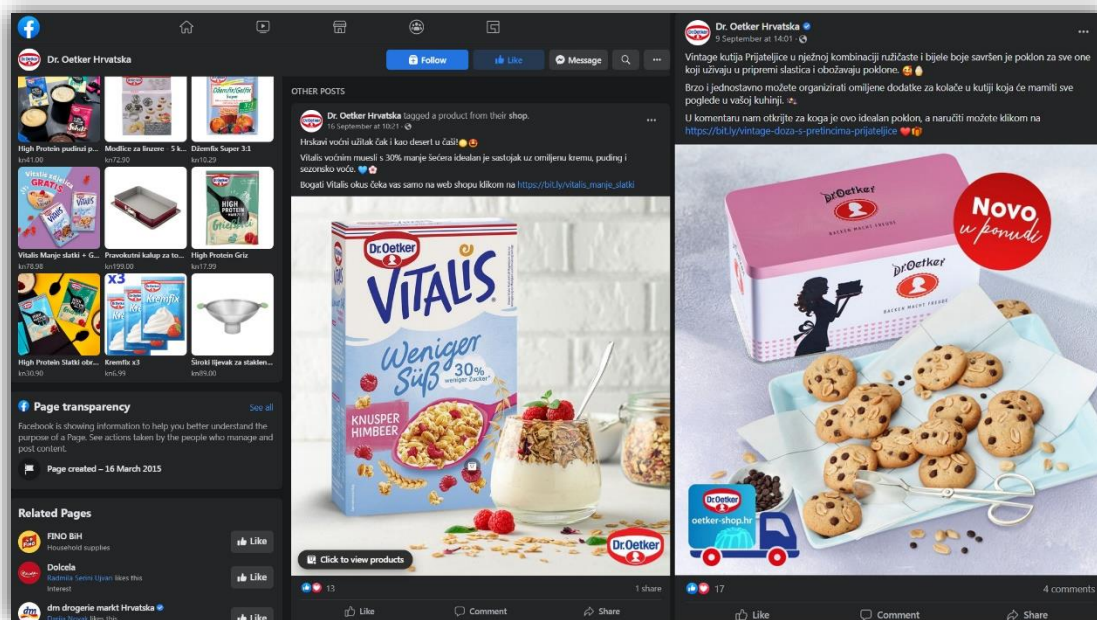 Dr. Oetker Hrvatska
Follow
Like
Message
High Protein pudinzi p...
kn41.00
Modlice za linzere - 5 k...
kn72.90
Džemfix Super 3:1
kn10.29
Vitalis Manje slatki + G...
kn78.98
Pravokutni kalup za to...
kn199.00
High Protein Griz
kn17.99
High Protein Slatki obr...
kn30.90
Kremfix x3
kn6.99
Široki lijevak za staklen...
kn89.00
Page transparency
See all
Facebook is showing information to help you better understand the
purpose of a Page. See actions taken by the people who manage and
post content.
Page created – 16 March 2015
Related Pages
FINO BiH
Household supplies
Like
Dolcela
Radmila Serini Ujvari likes this
Interest
Like
dm drogerie markt Hrvatska
Darija Novak likes this
Like
OTHER POSTS
Dr. Oetker Hrvatska tagged a product from their shop.
16 September at 10:21
Hrskavi voćni užitak čak i kao desert u čaši!
Vitalis voćnim muesli s 30% manje šećera idealan je sastojak uz omiljenu kremu, puding i
sezonsko voće.
Bogati Vitalis okus čeka vas samo na web shopu klikom na https://bit.ly/vitalis_manje_slatki
Dr.Oetker
VITALIS
Weniger
Süß
30%
weniger Zucker*
KNUSPER
HIMBEER
Click to view products
Dr.Oetker
13
1 share
Like
Comment
Share
Dr. Oetker Hrvatska
9 September at 14:01
Vintage kutija Prijateljice u nježnoj kombinaciji ružičaste i bijele boje savršen je poklon za sve one
koji uživaju u pripremi slastica i obožavaju poklone.
Brzo i jednostavno možete organizirati omiljene dodatke za kolače u kutiji koja će mamiti sve
poglede u vašoj kuhinji.
U komentaru nam otkrijte za koga je ovo idealan poklon, a naručiti možete klikom na
https://bit.ly/vintage-doza-s-pretincima-prijateljice
Dr.Oetker
BACKEN MACHT FREUDE
Novo
u ponudi
Dr.Oetker
BACKEN MACHT FREUDE
Dr.Oetker
oetker-shop.hr
17
4 comments
Like
Comment
Share